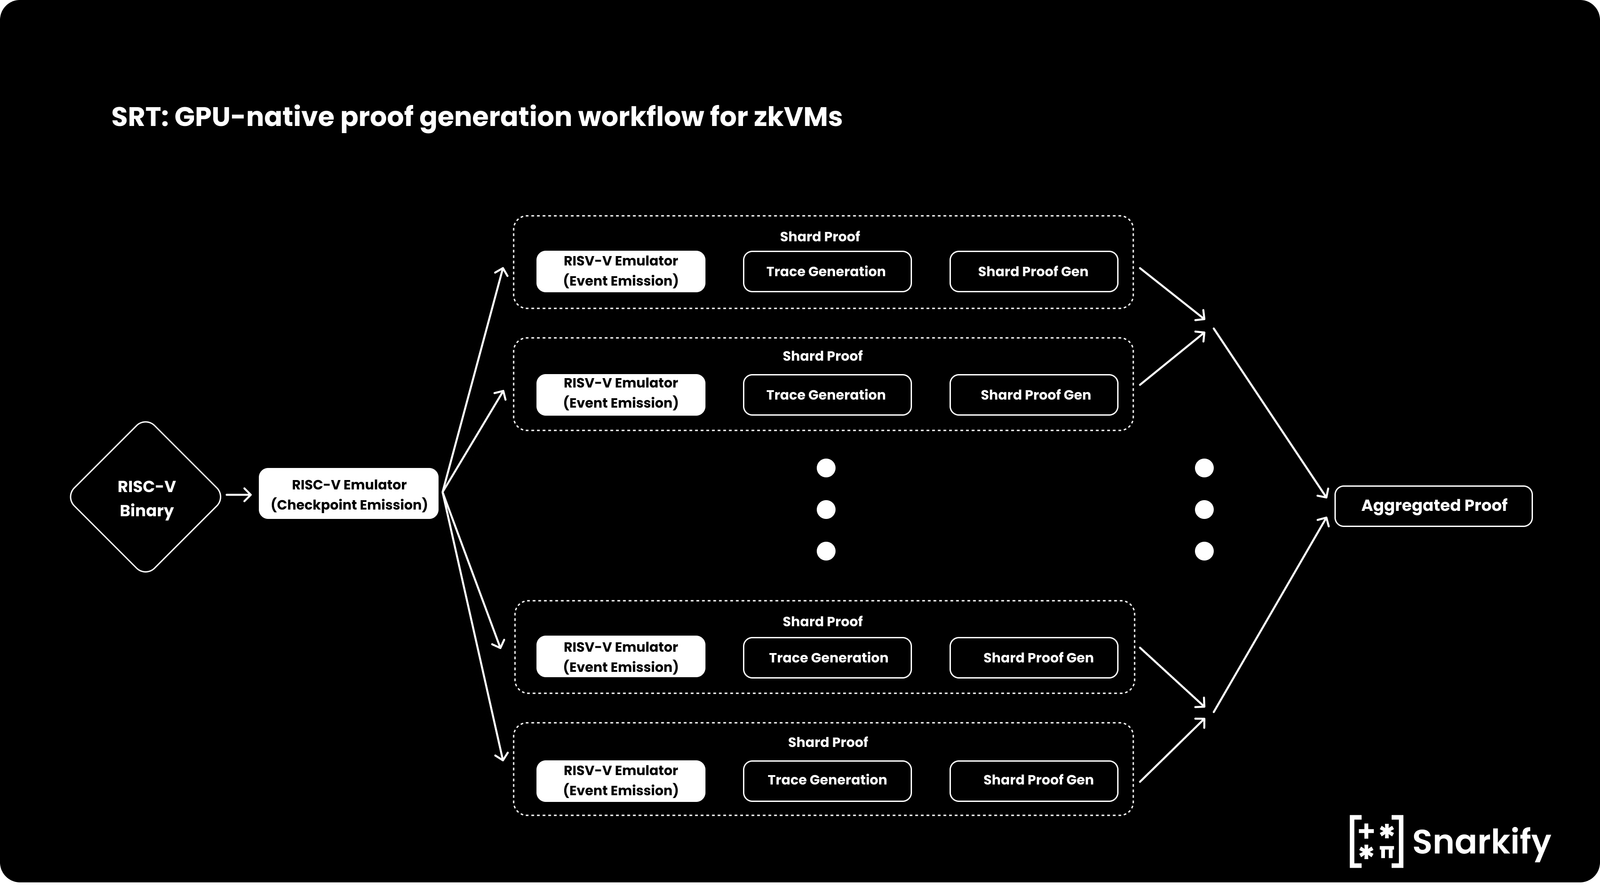 SRT: GPU-native proof generation workflow for zkVMs
Shard Proof
RISV-V Emulator
(Event Emission)
Trace Generation
Shard Proof Gen
Shard Proof
RISV-V Emulator
(Event Emission)
Trace Generation
Shard Proof Gen
RISC-V
Binary
RISC-V Emulator
(Checkpoint Emission)
Aggregated Proof
Shard Proof
RISV-V Emulator
(Event Emission)
Trace Generation
Shard Proof Gen
Shard Proof
RISV-V Emulator
(Event Emission)
Trace Generation
Shard Proof Gen
[+**π] Snarkify